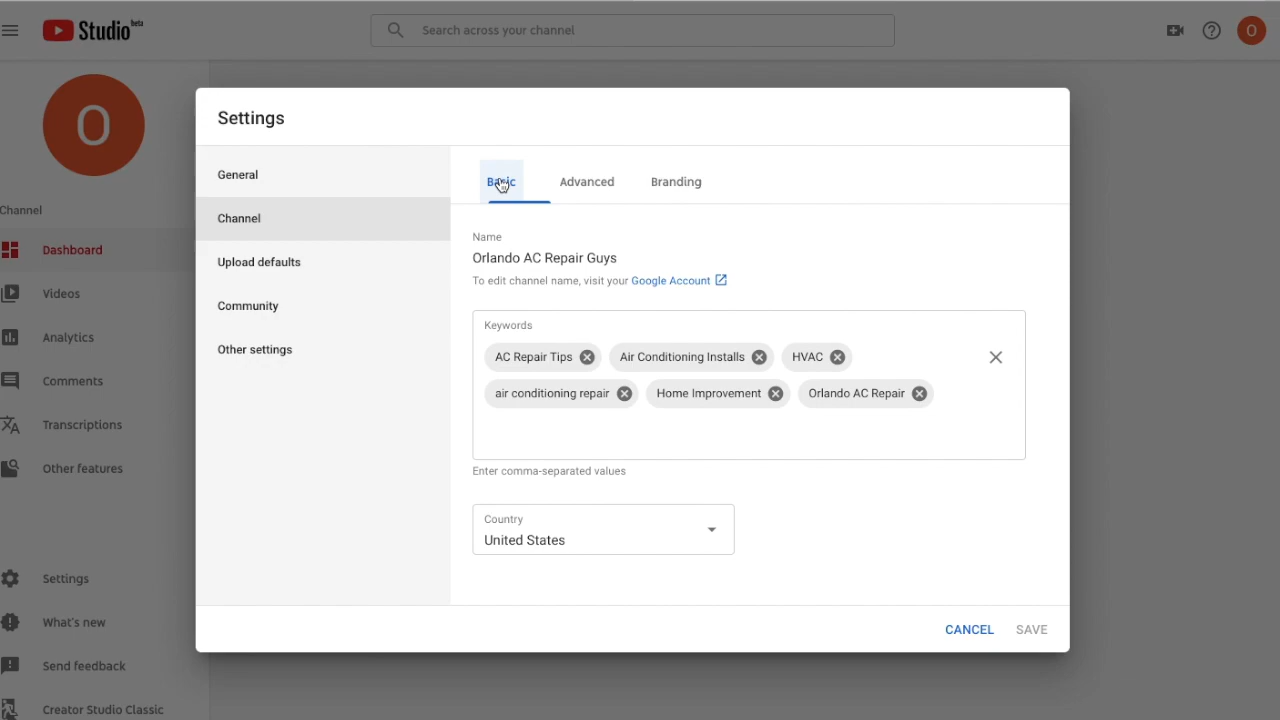 Studio beta
Search across your channel
O
O
Channel
Dashboard
Videos
Analytics
Comments
Transcriptions
Other features
Settings
What's new
Send feedback
Creator Studio Classic
Settings
General
Channel
Upload defaults
Community
Other settings
Basic Advanced Branding
Name
Orlando AC Repair Guys
To edit channel name, visit your Google Account
Keywords
AC Repair Tips Air Conditioning Installs HVAC
air conditioning repair Home Improvement Orlando AC Repair
Enter comma-separated values
Country
United States
CANCEL SAVE